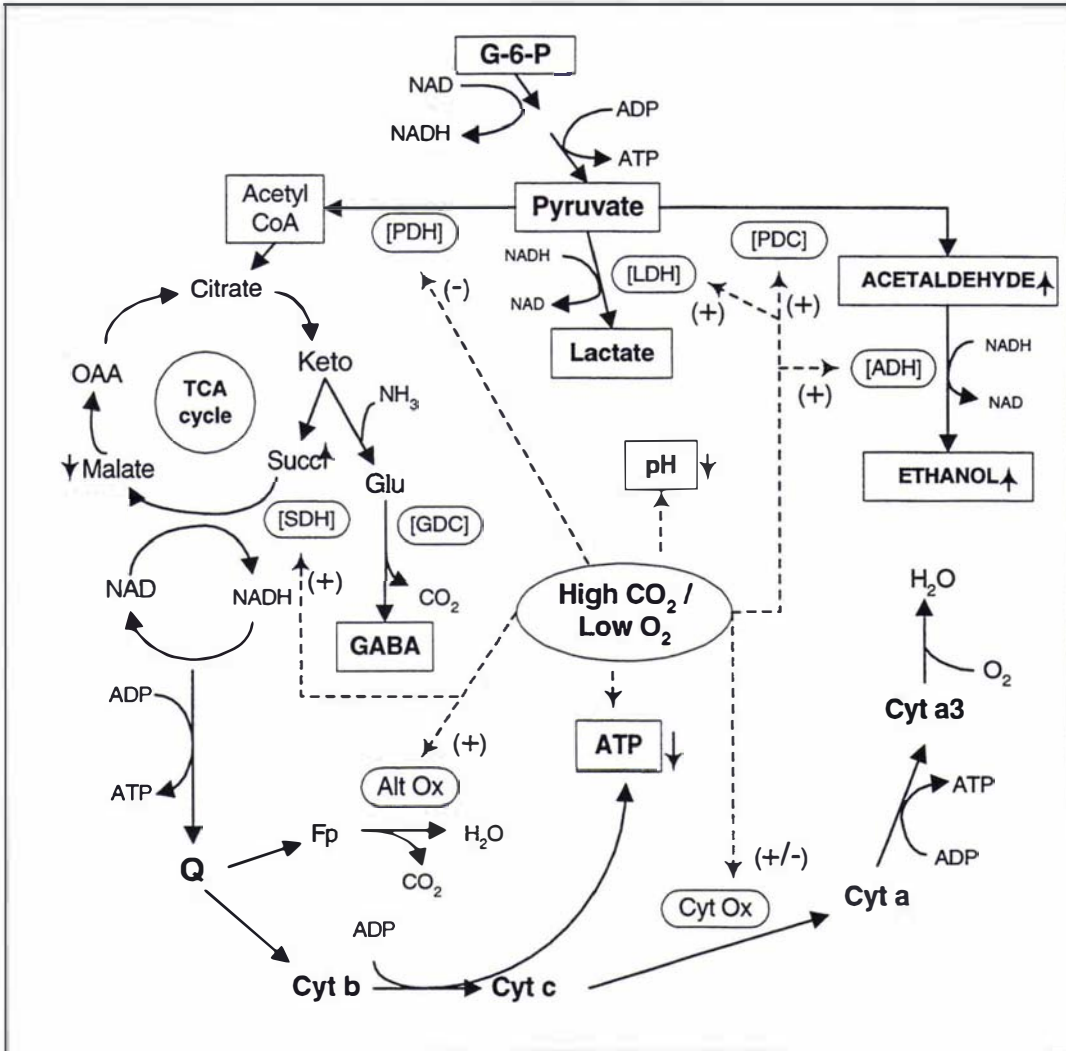 G-6-P
NAD
NADH
ADP
ATP
Acetyl
CoA
Pyruvate
[PDH]
[PDC]
NADH
[LDH]
NAD
(-)
(+)
(+)
ACETALDEHYDE
Citrate
Lactate
[ADH]
(+)
NADH
NAD
OAA
TCA
cycle
Keto
NH3
Malate
Succ
Glu
pH
ETHANOL
[SDH]
[GDC]
NAD
NADH
(+)
CO2
High CO2 /
Low O2
H2O
GABA
O2
ADP
Cyt a3
(+)
ATP
ATP
Alt Ox
ATP
Fp
H2O
(+/-)
ADP
Q
CO2
Cyt a
Cyt Ox
ADP
Cyt b
Cyt c